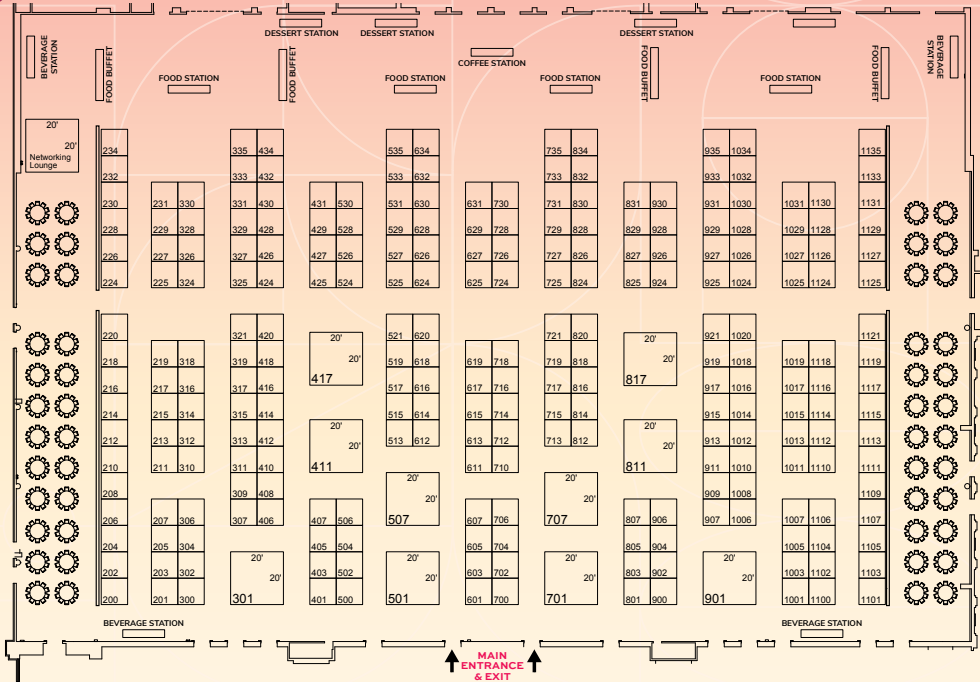 DESSERT STATION
DESSERT STATION
DESSERT STATION
BEVERAGE
STATION
FOOD BUFFET
FOOD BUFFET
COFFEE STATION
FOOD BUFFET
FOOD BUFFET
BEVERAGE
STATION
FOOD STATION
FOOD STATION
FOOD STATION
FOOD STATION
20'
20'
Networking
Lounge
234 335 434 535 634 735 834 935 1034 1135
232 333 432 533 632 733 832 933 1032 1133
230 231 330 331 430 431 530 531 630 631 730 731 830 831 930 931 1030 1031 1130 1131
228 229 328 329 428 429 528 529 628 629 728 729 828 829 928 929 1028 1029 1128 1129
226 227 326 327 426 427 526 527 626 627 726 727 826 827 926 927 1026 1027 1126 1127
224 225 324 325 424 425 524 525 624 625 724 725 824 825 924 925 1024 1025 1124 1125
220 321 420 20' 521 620 721 820 20' 921 1020 1121
218 219 318 319 418 20' 519 618 619 718 719 818 20' 919 1018 1019 1118 1119
216 217 316 317 416 417 517 616 617 716 717 816 817 917 1016 1017 1116 1117
214 215 314 315 414 20' 515 614 615 714 715 814 20' 915 1014 1015 1114 1115
212 213 312 313 412 20' 513 612 613 712 713 812 20' 913 1012 1013 1112 1113
210 211 310 311 410 411 611 710 811 911 1010 1011 1110 1111
208 309 408 20' 20' 20' 20' 909 1008 1109
206 207 306 307 406 407 506 507 607 706 707 807 906 907 1006 1007 1106 1107
204 205 304 405 504 605 704 805 904 1005 1104 1105
202 203 302 20' 20' 403 502 20' 20' 603 702 20' 20' 803 902 20' 20' 1003 1102 1103
200 201 300 301 401 500 501 601 700 701 801 900 901 1001 1100 1101
BEVERAGE STATION
BEVERAGE STATION
MAIN
ENTRANCE
& EXIT